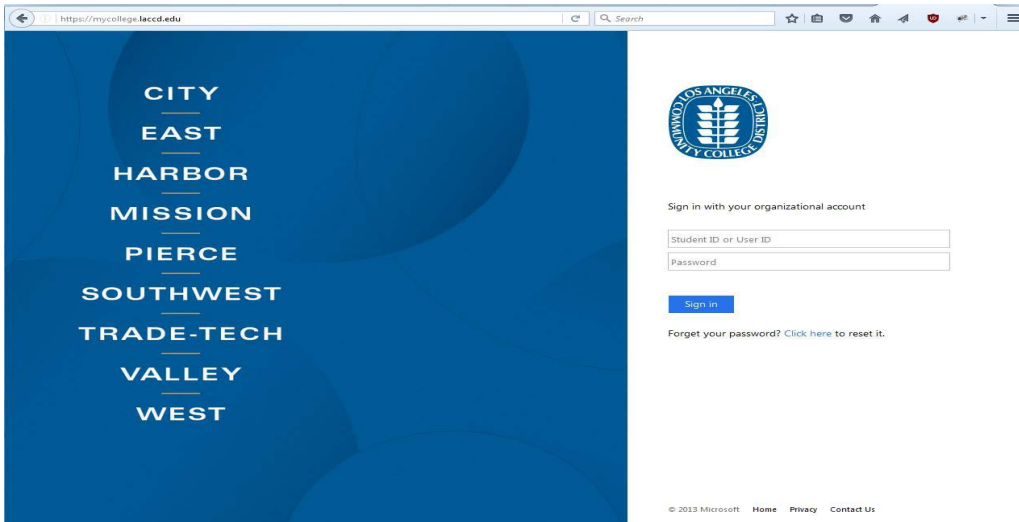 https://mycollege.laccd.edu
Search
CITY
EAST
HARBOR
MISSION
PIERCE
SOUTHWEST
TRADE-TECH
VALLEY
WEST
LOS ANGELES
COMMUNITY COLLEGE DISTRICT
Sign in with your organizational account
Student ID or User ID
Password
Sign in
Forget your password? Click here to reset it.
© 2013 Microsoft Home Privacy Contact Us